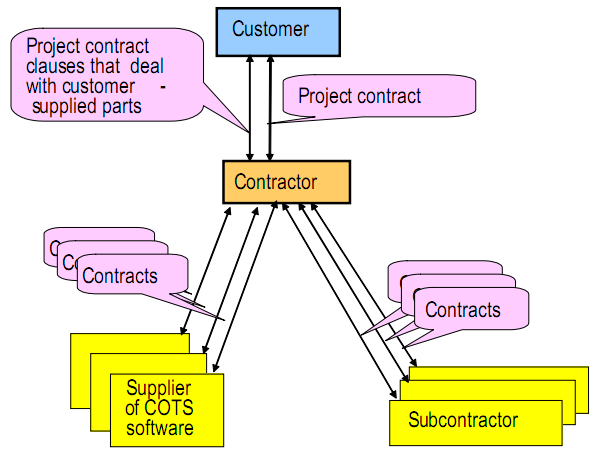 Customer
Project contract
clauses that deal
with customer -
supplied parts
Project contract
Contractor
C
Co
Contracts
C
C
Contracts
Supplier
of COTS
software
Subcontractor